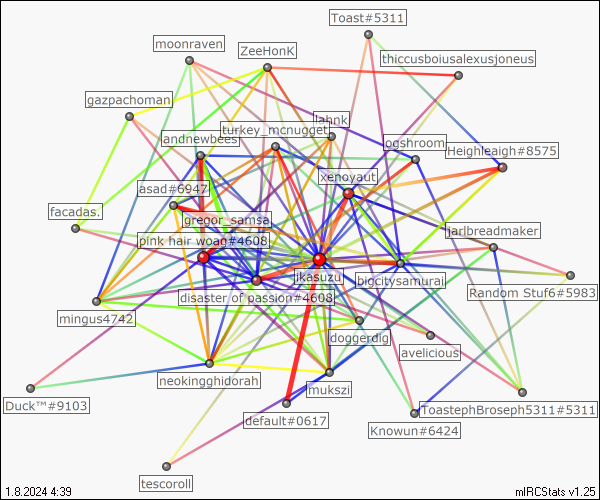 Toast#5311
moonraven
ZeeHonK
thiccusboiusalexusjoneus
gazpachoman
lahnk
turkey_mcnugget
andnewbees
ogshroom
Heighleaigh#8575
xenoyaut
asad#6947
facadas.
gregor_samsa
jarlbreadmaker
pink hair woag#4608
jkasuzu
bigcitysamurai
Random Stuf6#5983
disaster of passion#4608
mingus4742
doggerdig
avelicious
neokingghidorah
mukszi
Duck™#9103
ToastephBroseph5311#5311
default#0617
Knowun#6424
tescoroll
1.8.2024 4:39
mIRCStats v1.25